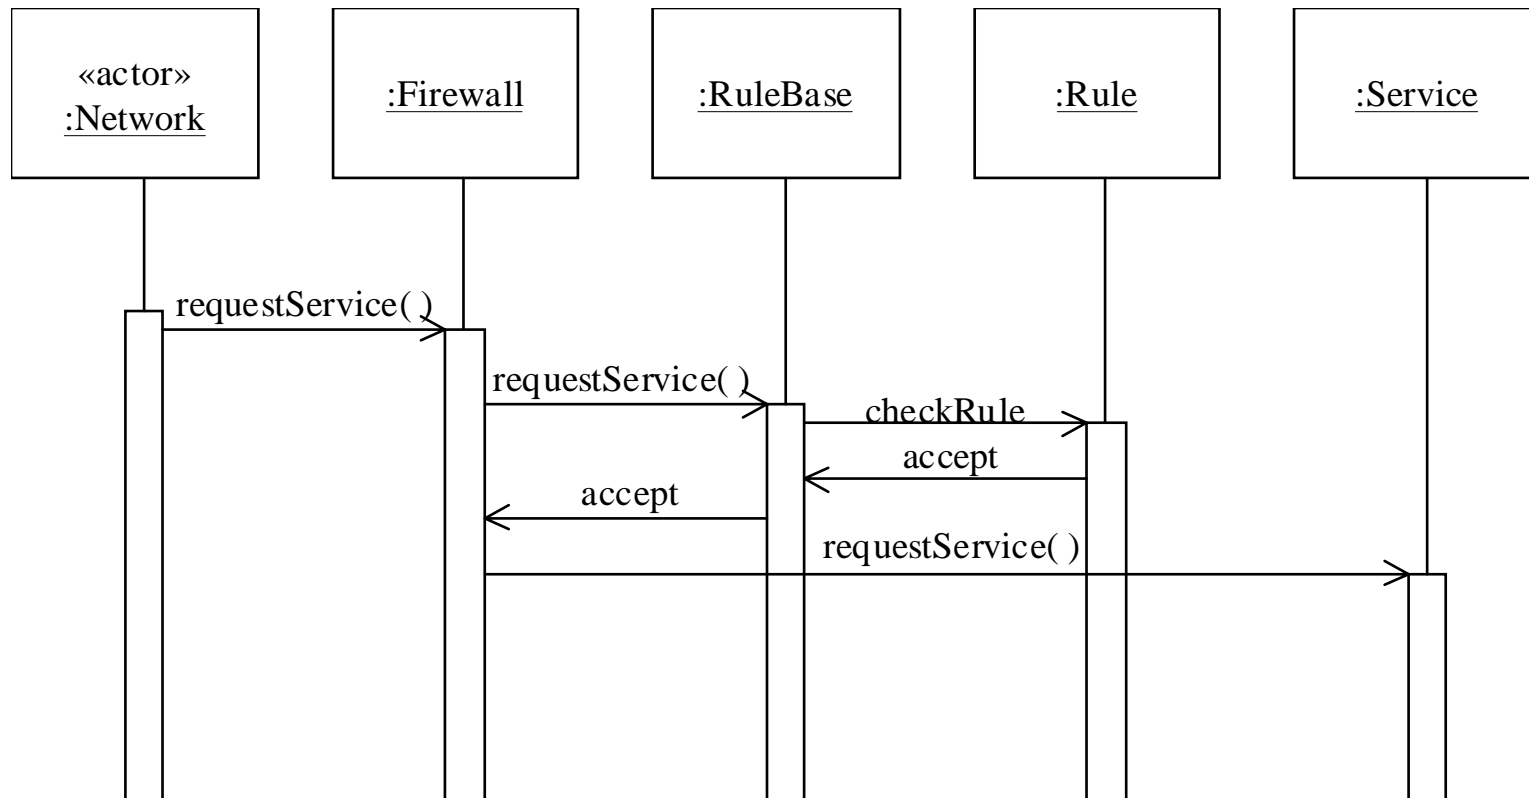 «actor»
:Network
:Firewall
:RuleBase
:Rule
:Service
requestService( )
requestService( )
checkRule
accept
accept
requestService( )